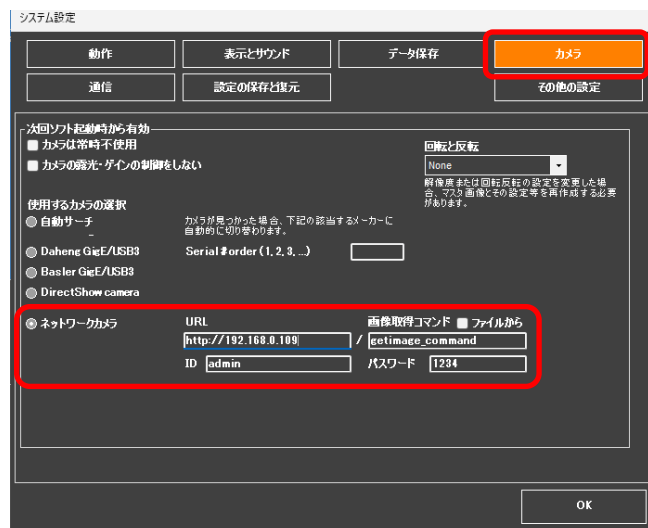 システム設定
動作
表示とサウンド
データ保存
カメラ
通信
設定の保存と復元
その他の設定
次回ソフト起動時から有効
カメラは常時不使用
カメラの露光・ゲインの制御をしない
回転と反転
None
解像度または回転反転の設定を変更した場
合、マスク画像とその設定等を再作成する必要
があります。
使用するカメラの選択
自動サーチ
-
カメラが見つかった場合、下記の該当するメーカーに
自動的に切り替わります。
Daheng GigE/USB3
Serial#order (1, 2, 3, ...)
Basler GigE/USB3
DirectShow camera
ネットワークカメラ
URL
画像取得コマンド
ファイルから
http://192.168.0.109
/
getimage_command
ID
admin
パスワード
1234
OK